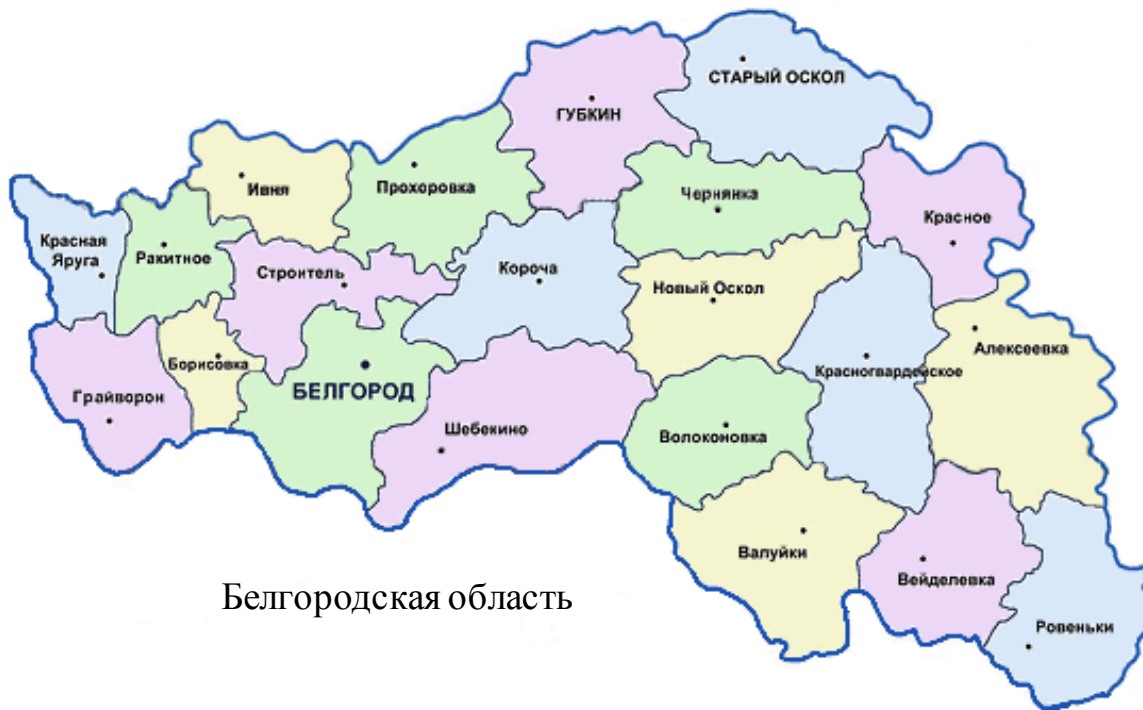 СТАРЫЙ ОСКОЛ
ГУБКИН
Ивня
Прохоровка
Чернянка
Красное
Красная
Яруга
Ракитное
Строитель
Короча
Новый Оскол
Алексеевка
Борисовка
Красногвардейское
БЕЛГОРОД
Грайворон
Шебекино
Волоконовка
Валуйки
Вейделевка
Белгородская область
Ровеньки